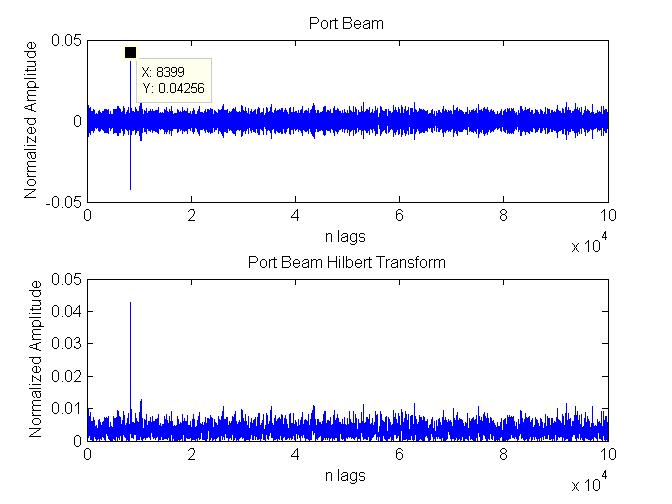 Port Beam
Normalized Amplitude
0.05
0
-0.05
X: 8399
Y: 0.04256
0 2 4 6 8 10
n lags
x 10^4
Port Beam Hilbert Transform
Normalized Amplitude
0.05
0.04
0.03
0.02
0.01
0
0 2 4 6 8 10
n lags
x 10^4